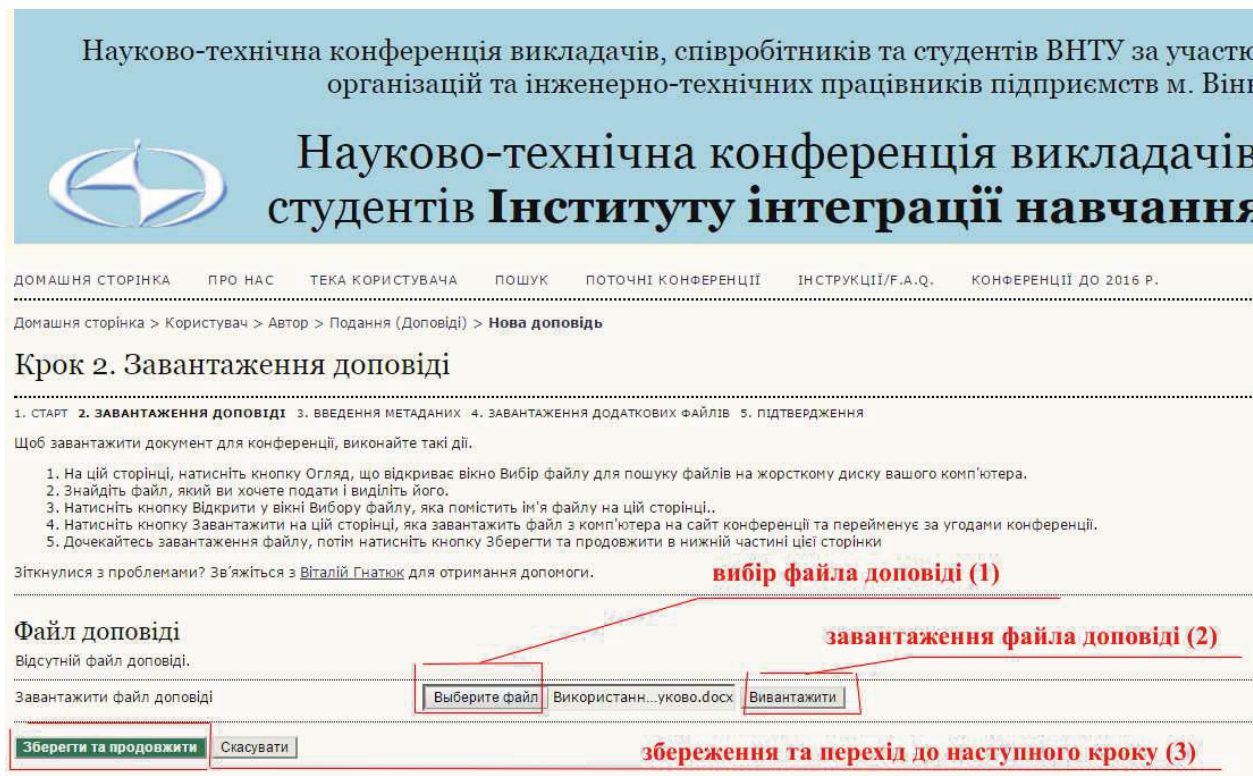 Науково-технічна конференція викладачів, співробітників та студентів ВНТУ за
організацій та інженерно-технічних працівників підприємств м.
Науково-технічна конференція викладачів
студентів Інституту інтеграції навчання
ДОМАШНЯ СТОРІНКА ПРО НАС ТЕКА КОРИСТУВАЧА ПОШУК ПОТОЧНІ КОНФЕРЕНЦІЇ ІНСТРУКЦІЇ/F.A.Q. КОНФЕРЕНЦІЇ ДО 2016 Р.
Домашня сторінка > Користувач > Автор > Подання (Доповіді) > Нова доповідь
Крок 2. Завантаження доповіді
1. СТАРТ 2. ЗАВАНТАЖЕННЯ ДОПОВІДІ 3. ВВЕДЕННЯ МЕТАДАНИХ 4. ЗАВАНТАЖЕННЯ ДОДАТКОВИХ ФАЙЛІВ 5. ПІДТВЕРДЖЕННЯ
Щоб завантажити документ для конференції, виконайте такі дії.
1. На цій сторінці, натисніть кнопку Огляд, що відкриває вікно Вибір файлу для пошуку файлів на жорсткому диску вашого комп'ютера.
2. Знайдіть файл, який ви хочете подати і виділіть його.
3. Натисніть кнопку Відкрити у вікні Вибору файлу, яка помістить ім'я файлу на цій сторінці..
4. Натисніть кнопку Завантажити на цій сторінці, яка завантажить файл з комп'ютера на сайт конференції та перейменує за угодами конференції.
5. Дочекайтесь завантаження файлу, потім натисніть кнопку Зберегти та продовжити в нижній частині цієї сторінки
Зіткнулися з проблемами? Зв'яжіться з Віталій Гнатюк для отримання допомоги.
вибір файла доповіді (1)
Файл доповіді
завантаження файла доповіді (2)
Відсутній файл доповіді.
Завантажити файл доповіді Выберите файл Використанн...уково.docx Вивантажити
Зберегти та продовжити Скасувати
збереження та перехід до наступного кроку (3)